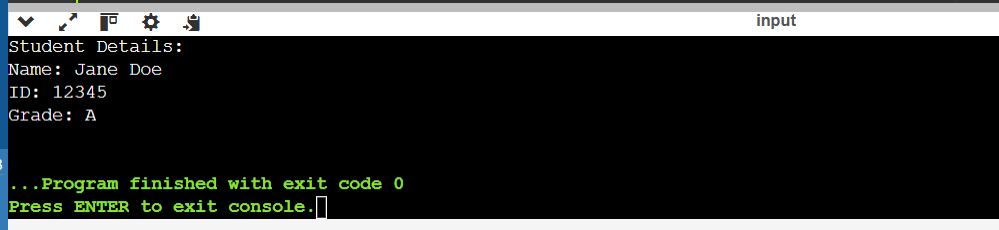 input
Student Details:
Name: Jane Doe
ID: 12345
Grade: A
...Program finished with exit code 0
Press ENTER to exit console.